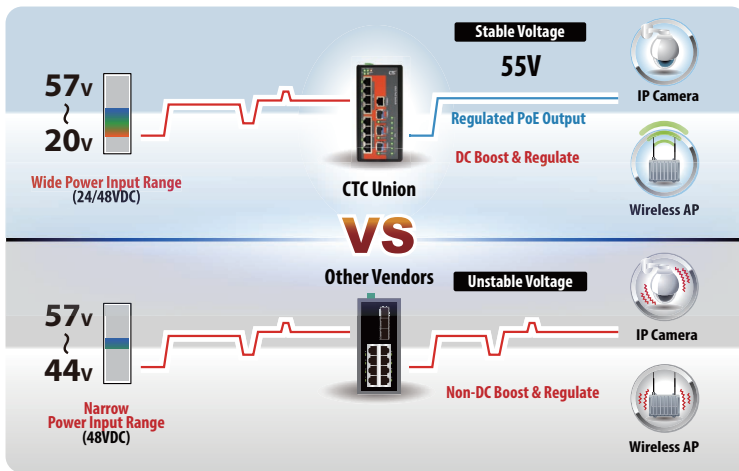 Stable Voltage
57v
~
20v
55V
IP Camera
Regulated PoE Output
DC Boost & Regulate
Wide Power Input Range
(24/48VDC)
CTC Union
Wireless AP
VS
Other Vendors
Unstable Voltage
57v
~
44v
IP Camera
Non-DC Boost & Regulate
Narrow
Power Input Range
(48VDC)
Wireless AP